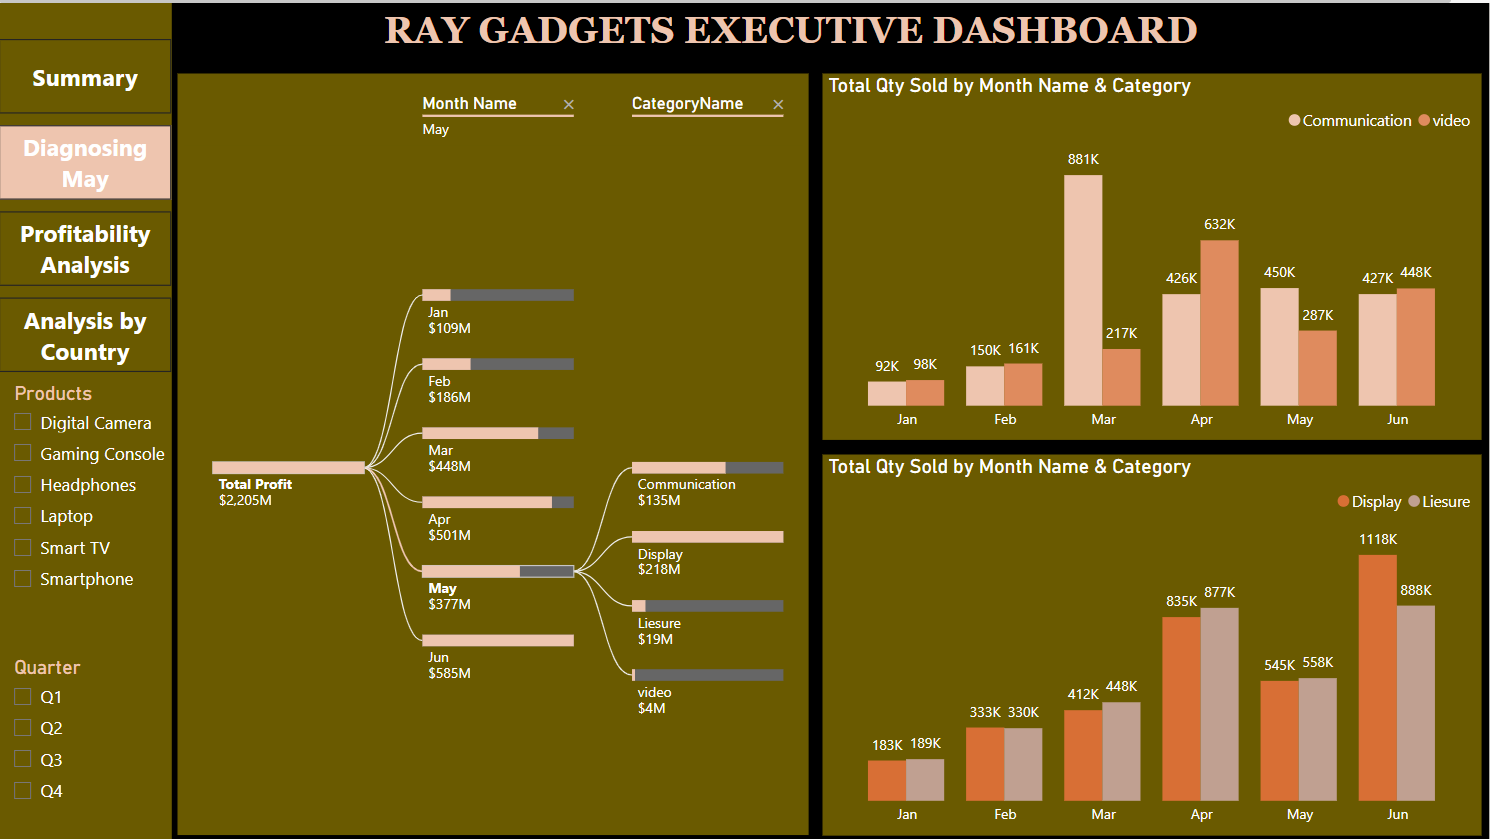 RAY GADGETS EXECUTIVE DASHBOARD
Summary
Diagnosing
May
Profitability
Analysis
Analysis by
Country
Products
Digital Camera
Gaming Console
Headphones
Laptop
Smart TV
Smartphone
Quarter
Q1
Q2
Q3
Q4
Month Name
May
CategoryName
Total Profit
$2,205M
Jan
$109M
Feb
$186M
Mar
$448M
Apr
$501M
May
$377M
Jun
$585M
Communication
$135M
Display
$218M
Liesure
$19M
video
$4M
Total Qty Sold by Month Name & Category
Communication video
881K
632K
426K 450K 427K 448K
287K
217K
150K 161K
92K 98K
Jan Feb Mar Apr May Jun
Total Qty Sold by Month Name & Category
Display Liesure
1118K
835K 877K 888K
545K 558K
412K 448K
333K 330K
183K 189K
Jan Feb Mar Apr May Jun